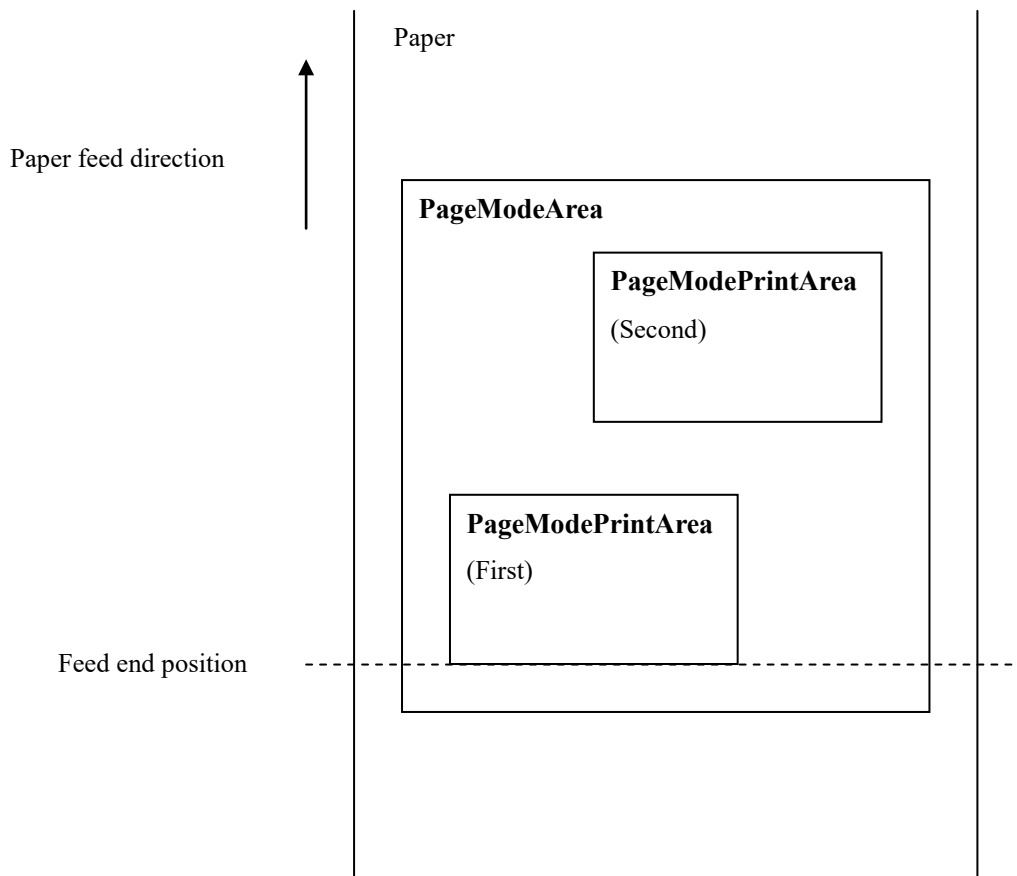 Paper
Paper feed direction
PageModeArea
PageModePrintArea
(Second)
PageModePrintArea
(First)
Feed end position